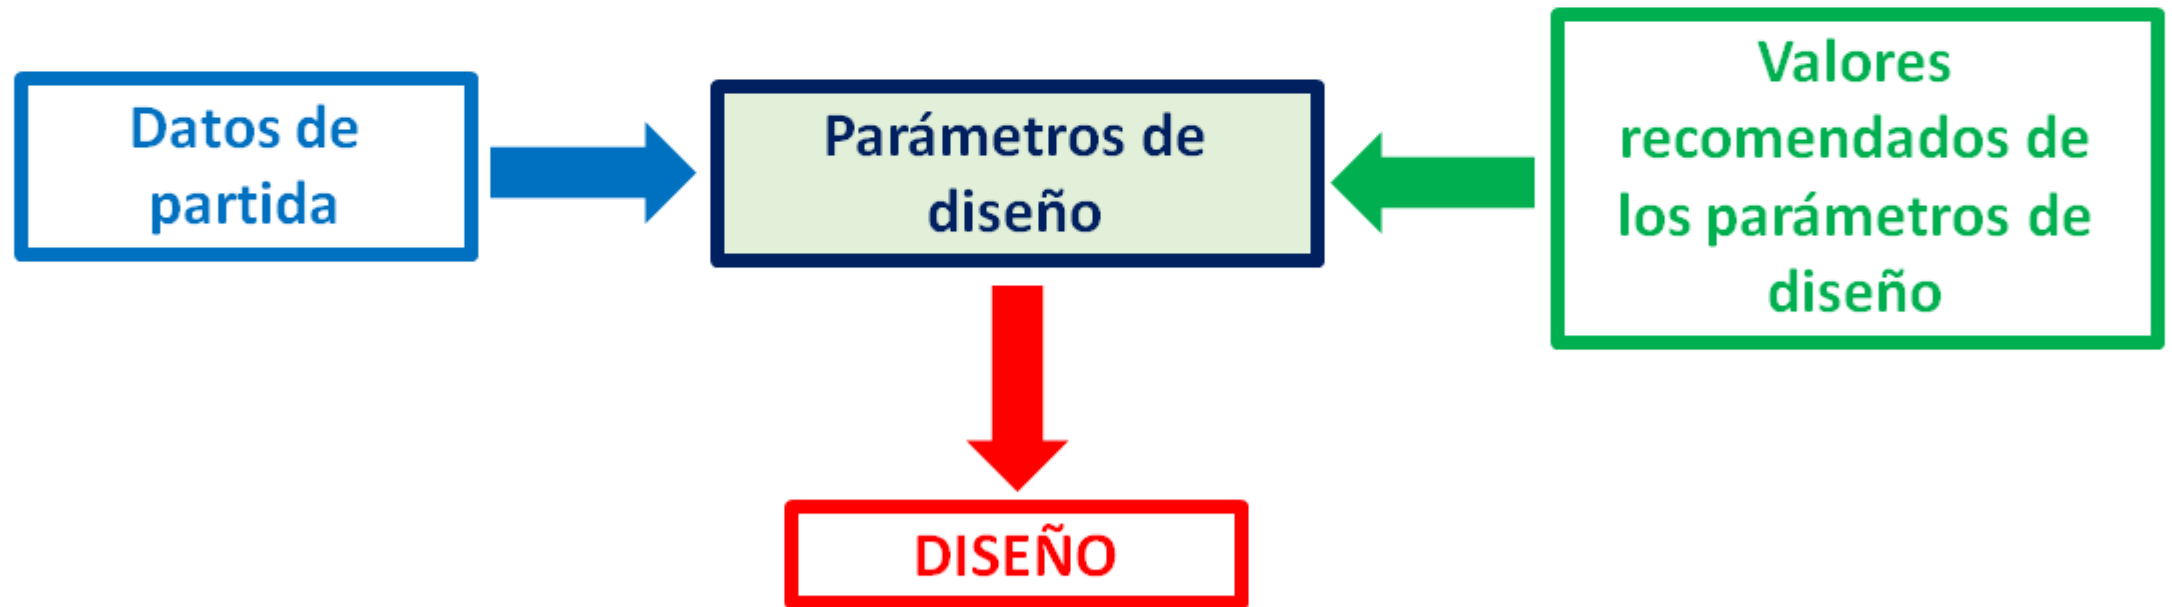 Datos de
partida
Parámetros de
diseño
Valores
recomendados de
los parámetros de
diseño
DISEÑO